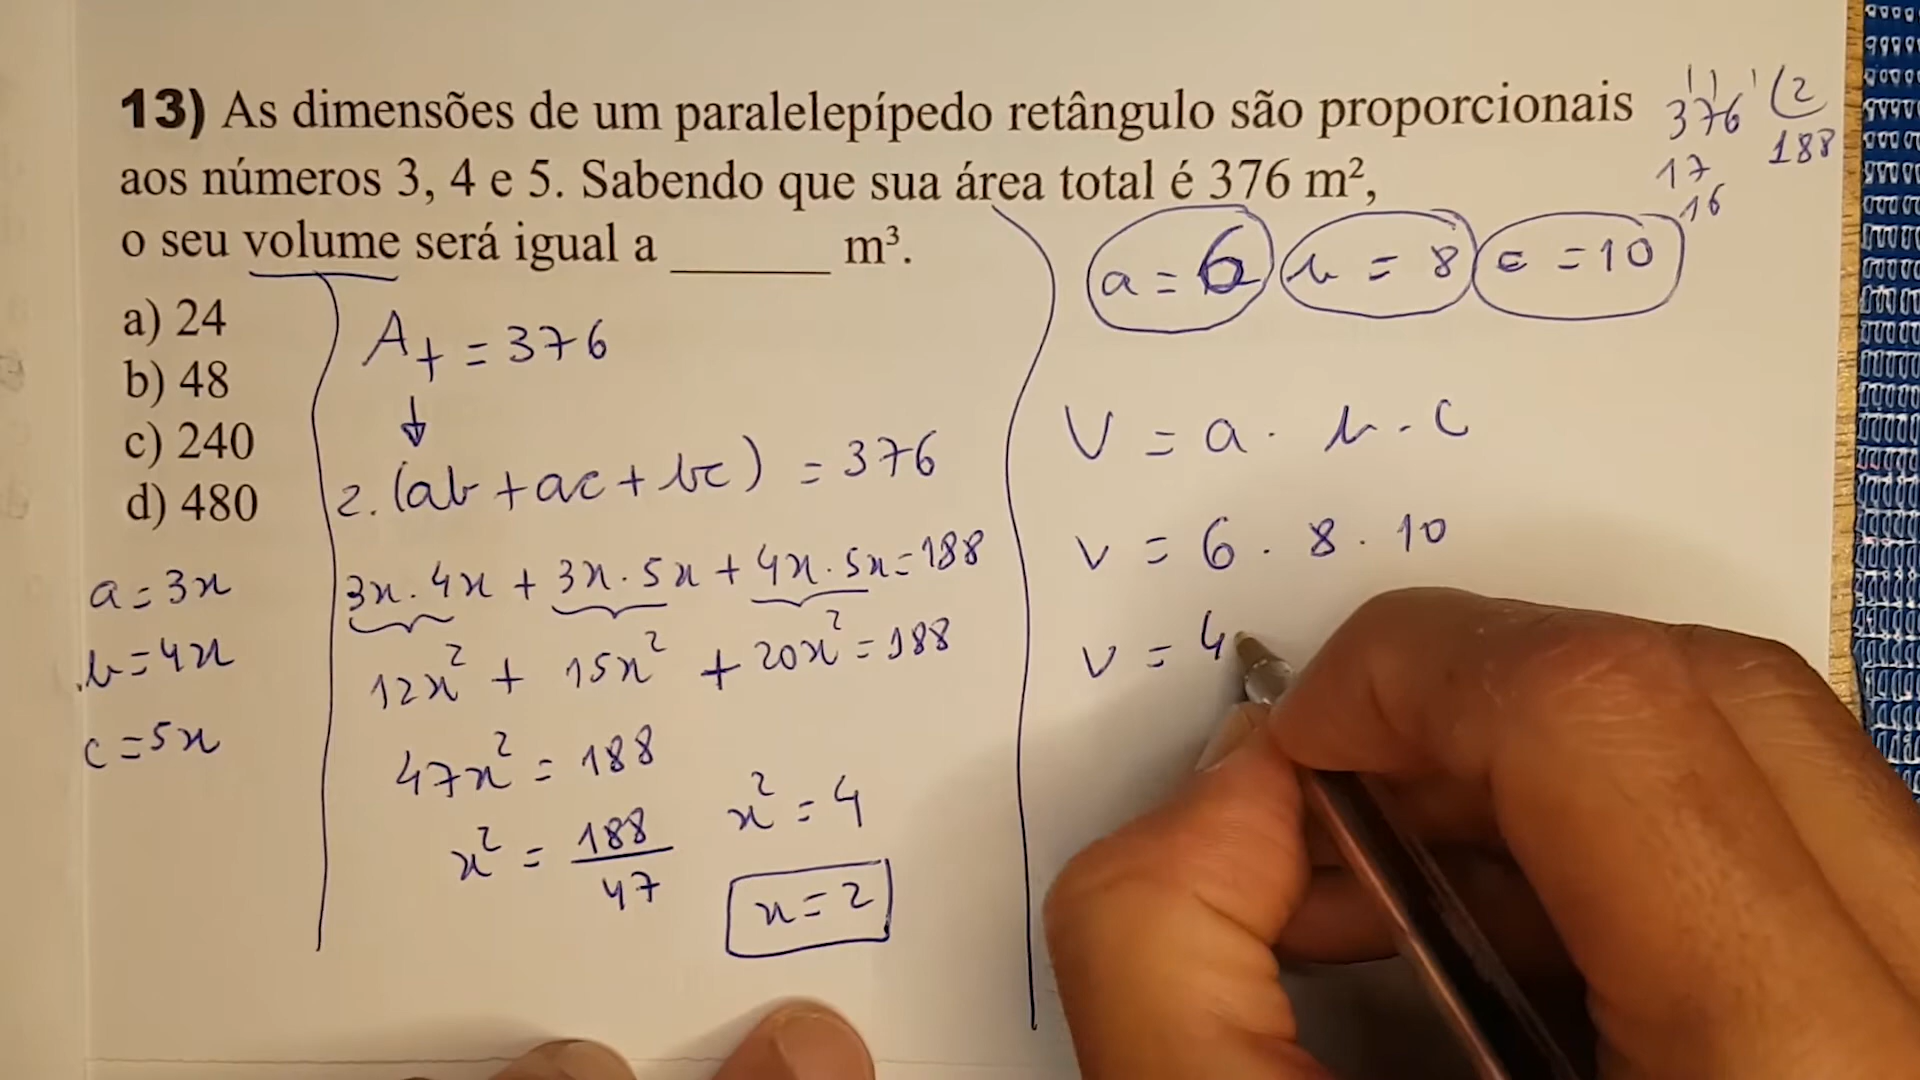 13) As dimensões de um paralelepípedo retângulo são proporcionais
aos números 3, 4 e 5. Sabendo que sua área total é 376 m²,
o seu volume será igual a ______ m³.
a) 24
b) 48
c) 240
d) 480
a = 3x
b = 4x
c = 5x
At = 376
2.(ab + ac + bc) = 376
3x.4x + 3x.5x + 4x.5x = 188
12x² + 15x² + 20x² = 188
47x² = 188
x² = 188/47
x² = 4
x = 2
376 (2
17 188
16
a = 6 b = 8 c = 10
V = a . b . c
V = 6 . 8 . 10
V = 4